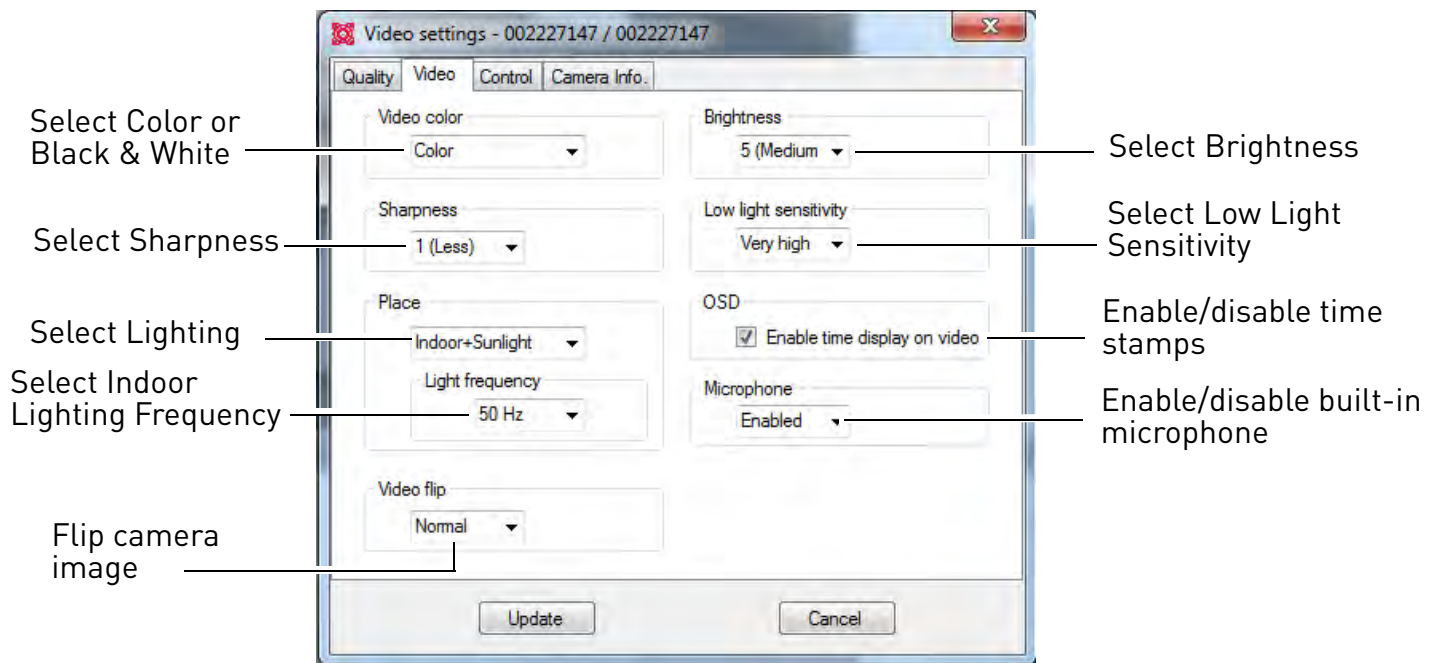 Video settings - 002227147 / 002227147
Quality Video Control Camera Info.
Select Color or
Black & White
Video color
Color
Brightness
5 (Medium
Select Brightness
Select Sharpness
Sharpness
1 (Less)
Low light sensitivity
Very high
Select Low Light
Sensitivity
Select Lighting
Place
Indoor+Sunlight
OSD
Enable time display on video
Enable/disable time
stamps
Select Indoor
Lighting Frequency
Light frequency
50 Hz
Microphone
Enabled
Enable/disable built-in
microphone
Flip camera
image
Video flip
Normal
Update
Cancel